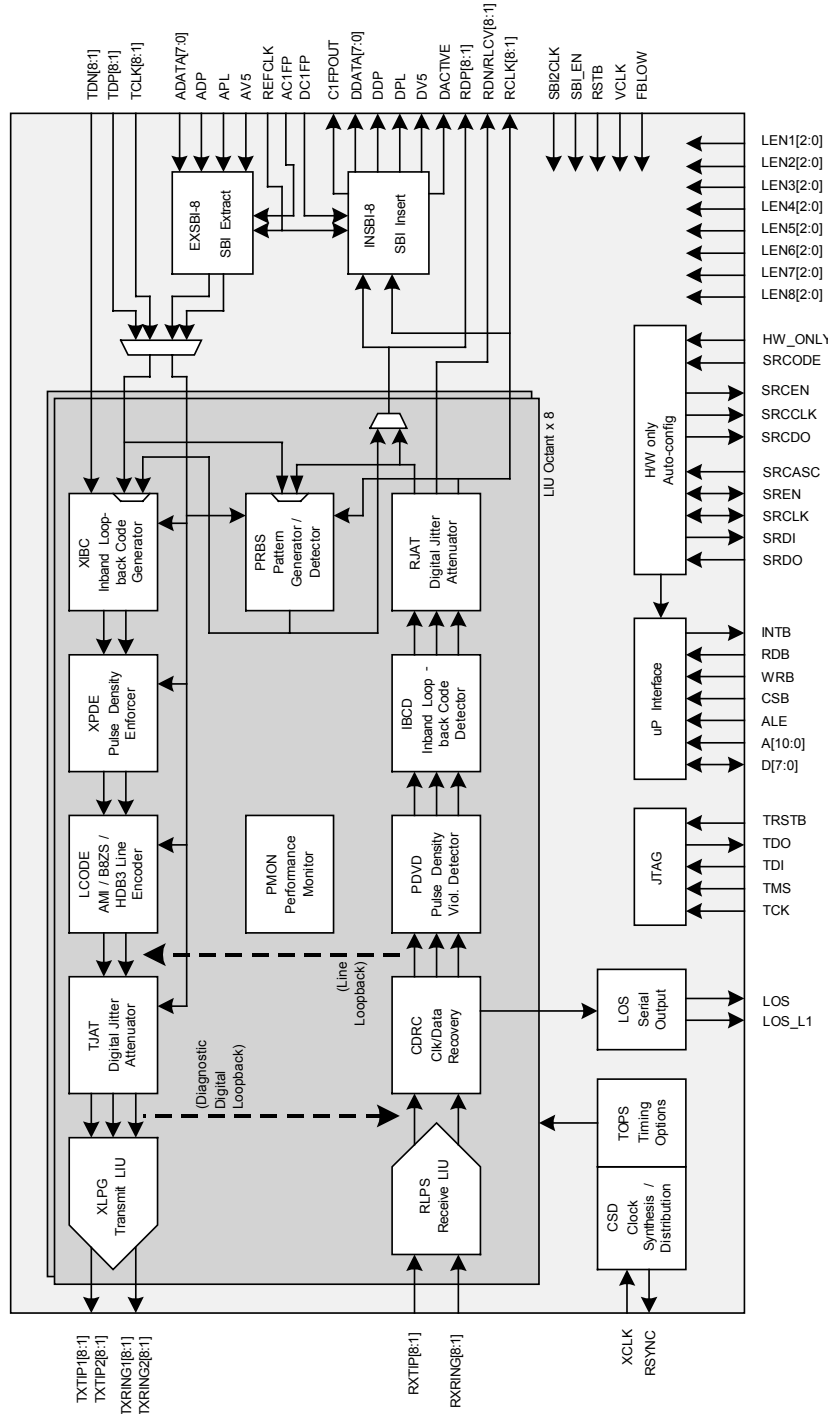 TDN[8:1]
TDP[8:1]
TCLK[8:1]
ADATA[7:0]
ADP
APL
AV5
REFCLK
AC1FP
DC1FP
C1FPOUT
DDATA[7:0]
DDP
DPL
DV5
DACTIVE
RDP[8:1]
RDN/RLCV[8:1]
RCLK[8:1]
SBI2CLK
SBI_EN
RSTB
VCLK
FBLOW
EXSBI-8
SBI Extract
INSBI-8
SBI Insert
LEN1[2:0]
LEN2[2:0]
LEN3[2:0]
LEN4[2:0]
LEN5[2:0]
LEN6[2:0]
LEN7[2:0]
LEN8[2:0]
LIU Octant x 8
XIBC
Inband Loop-
back Code
Generator
PRBS
Pattern
Generator /
Detector
RJAT
Digital Jitter
Attenuator
H/W only
Auto-config
HW_ONLY
SRCODE
SRCEN
SRCCLK
SRCDO
SRCASC
SREN
SRCLK
SRDI
SRDO
XPDE
Pulse Density
Enforcer
IBCD
Inband Loop -
back Code
Detector
uP Interface
INTB
RDB
WRB
CSB
ALE
A[10:0]
D[7:0]
LCODE
AMI / B8ZS /
HDB3 Line
Encoder
PMON
Performance
Monitor
PDVD
Pulse Density
Viol. Detector
JTAG
TRSTB
TDO
TDI
TMS
TCK
(Line
Loopback)
TJAT
Digital Jitter
Attenuator
CDRC
Clk/Data
Recovery
LOS
Serial
Output
LOS
LOS_L1
(Diagnostic
Digital
Loopback)
XLPG
Transmit LIU
RLPS
Receive LIU
TOPS
Timing
Options
CSD
Clock
Synthesis /
Distribution
TXTIP1[8:1]
TXTIP2[8:1]
TXRING1[8:1]
TXRING2[8:1]
RXTIP[8:1]
RXRING[8:1]
XCLK
RSYNC